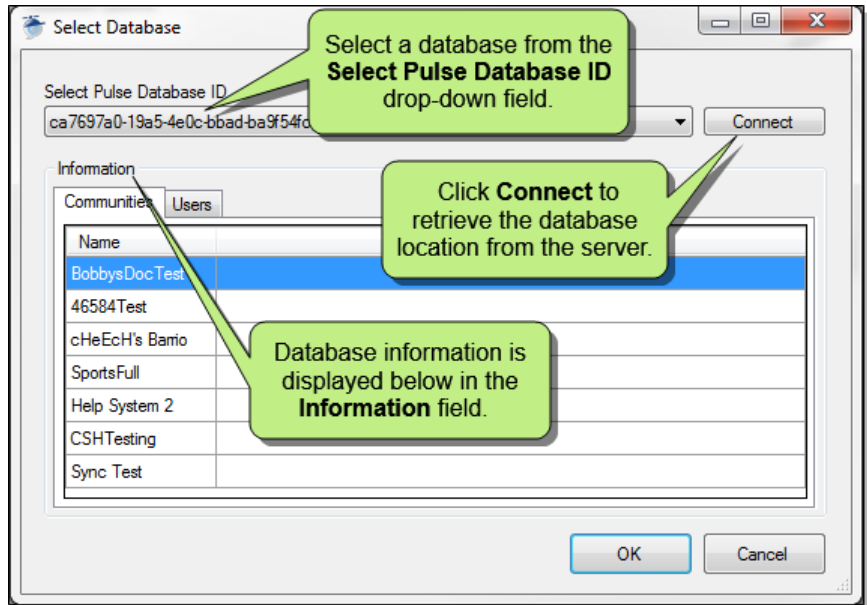 Select Database
Select a database from the
Select Pulse Database ID
drop-down field.
Select Pulse Database ID
ca7697a0-19a5-4e0c-bbad-ba9f54fd
Connect
Information
Click Connect to
retrieve the database
location from the server.
Communities
Users
Name
BobbysDocTest
46584Test
cHeEcH's Barrio
SportsFull
Help System 2
CSHTesting
Sync Test
Database information is
displayed below in the
Information field.
OK
Cancel